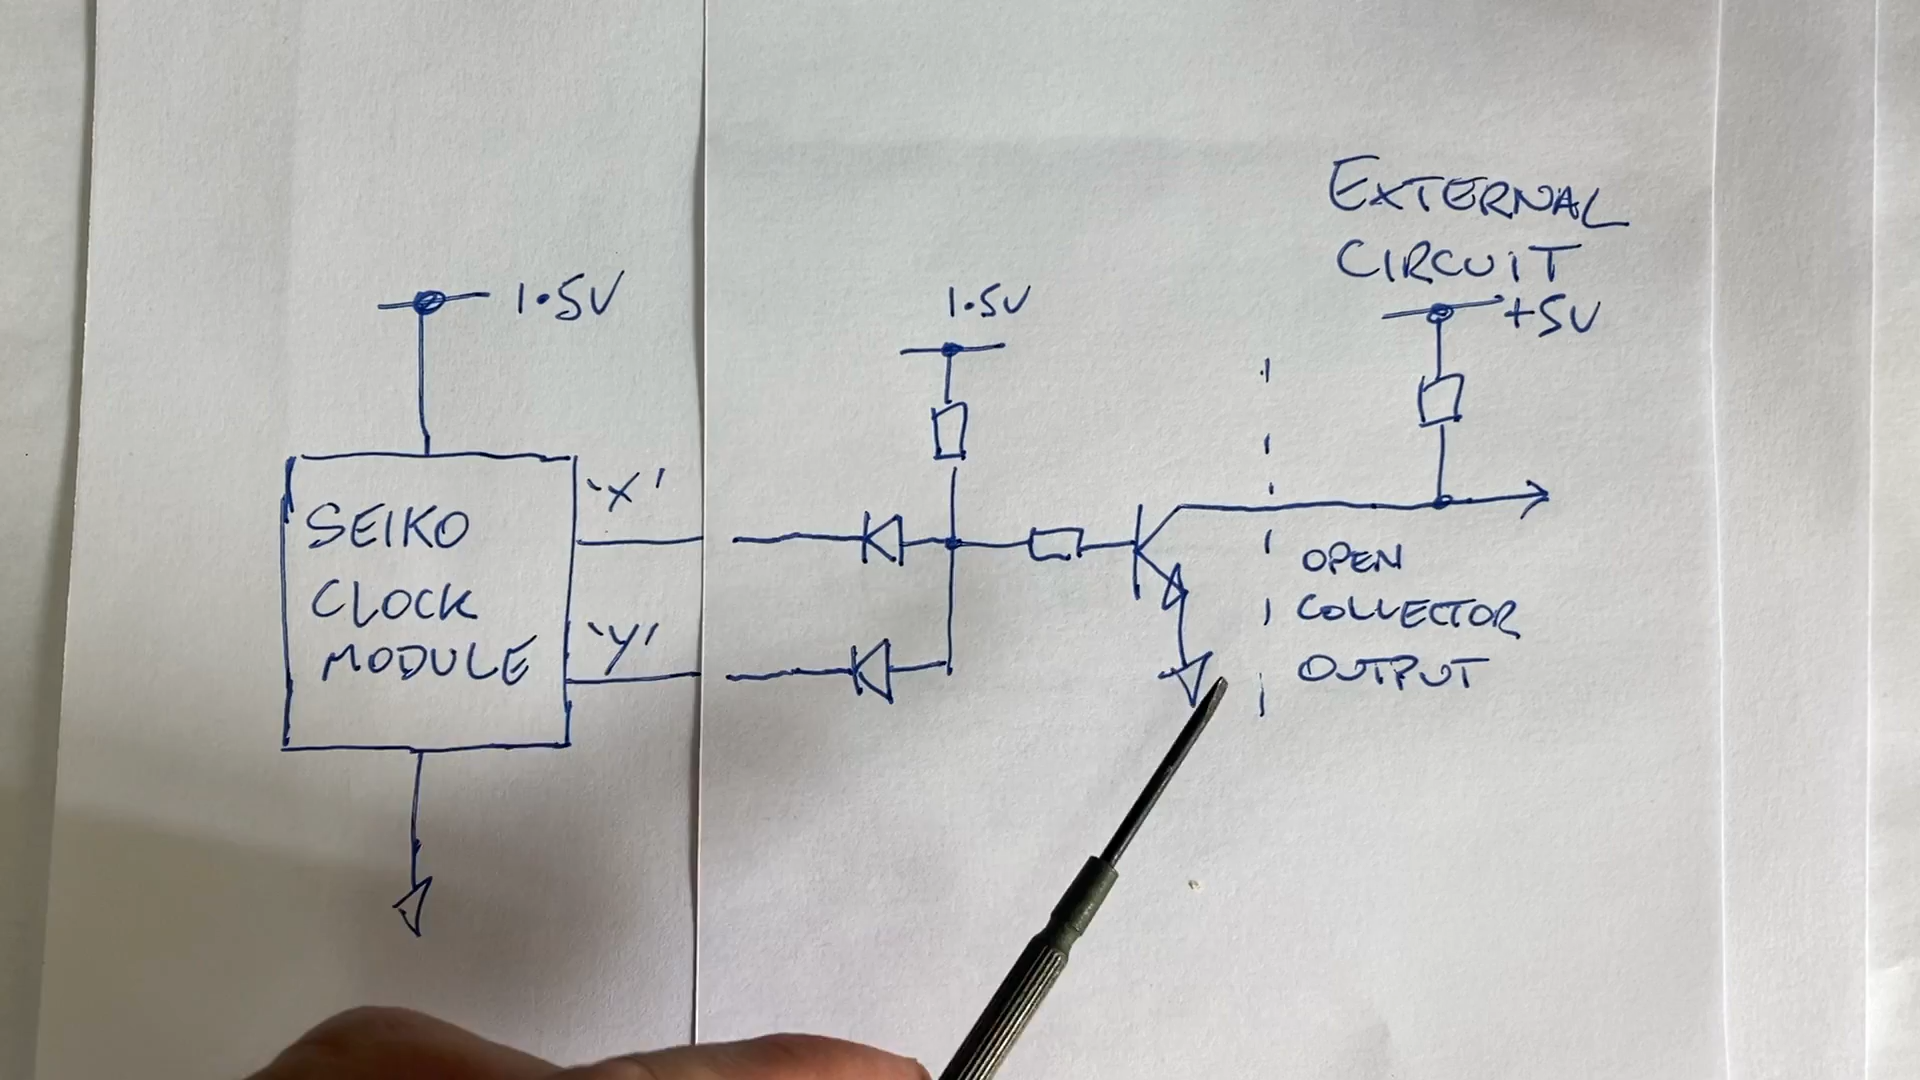 EXTERNAL
CIRCUIT
+5V
1.5V
1.5V
'X'
SEIKO
CLOCK
MODULE
'Y'
OPEN
COLLECTOR
OUTPUT